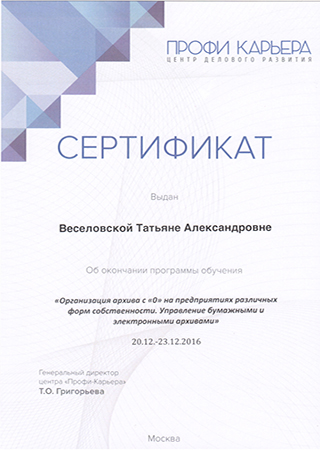 ПРОФИ КАРЬЕРА
ЦЕНТР ДЕЛОВОГО РАЗВИТИЯ
СЕРТИФИКАТ
Выдан
Веселовской Татьяне Александровне
Об окончании программы обучения
«Организация архива с «0» на предприятиях различных
форм собственности. Управление бумажными и
электронными архивами»
20.12.-23.12.2016
Генеральный директор
центра «Профи-Карьера»
Т.О. Григорьева
Москва